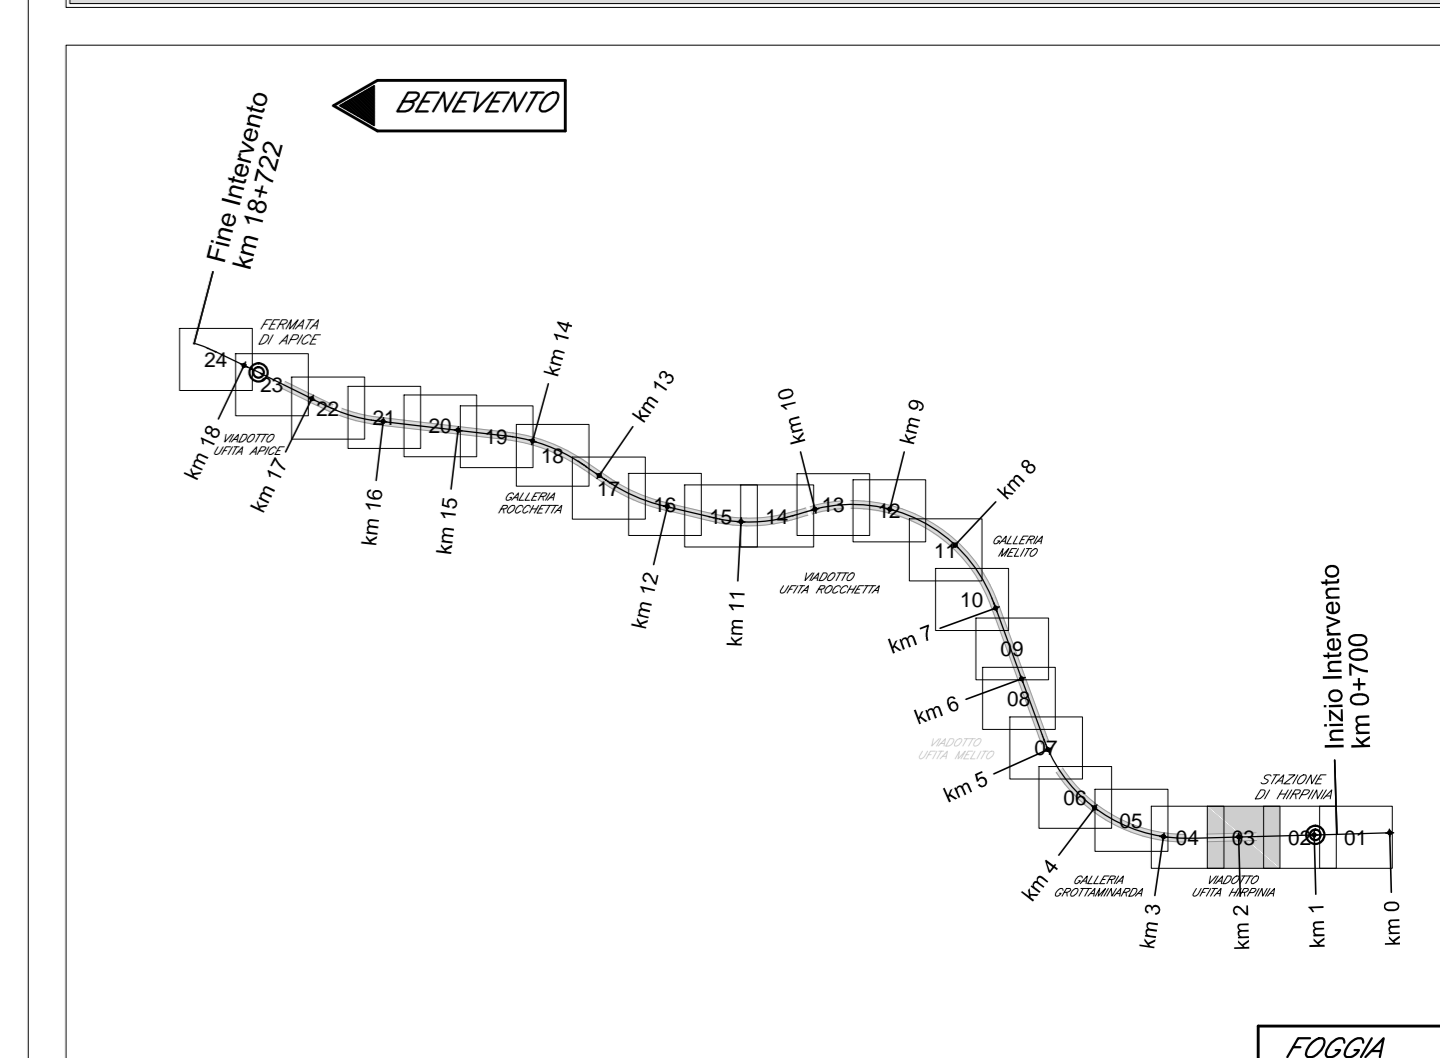 BENEVENTO
Fine Intervento
km 18+722
FERMATA
DI APICE
24
23
22
21
20
19
18
17
16
15
14
13
12
11
10
09
08
07
06
05
04
03
02
01
km 18
VIADOTTO
UFITA APICE
km 17
km 16
km 15
km 14
GALLERIA
ROCCHETTA
km 13
km 12
km 11
km 10
VIADOTTO
UFITA ROCCHETTA
km 9
km 8
GALLERIA
MELITO
km 7
km 6
VIADOTTO
UFITA MELITO
km 5
km 4
GALLERIA
GROTTAMINARDA
km 3
VIADOTTO
UFITA HIRPINIA
km 2
km 1
km 0
STAZIONE
DI HIRPINIA
Inizio Intervento
km 0+700
FOGGIA